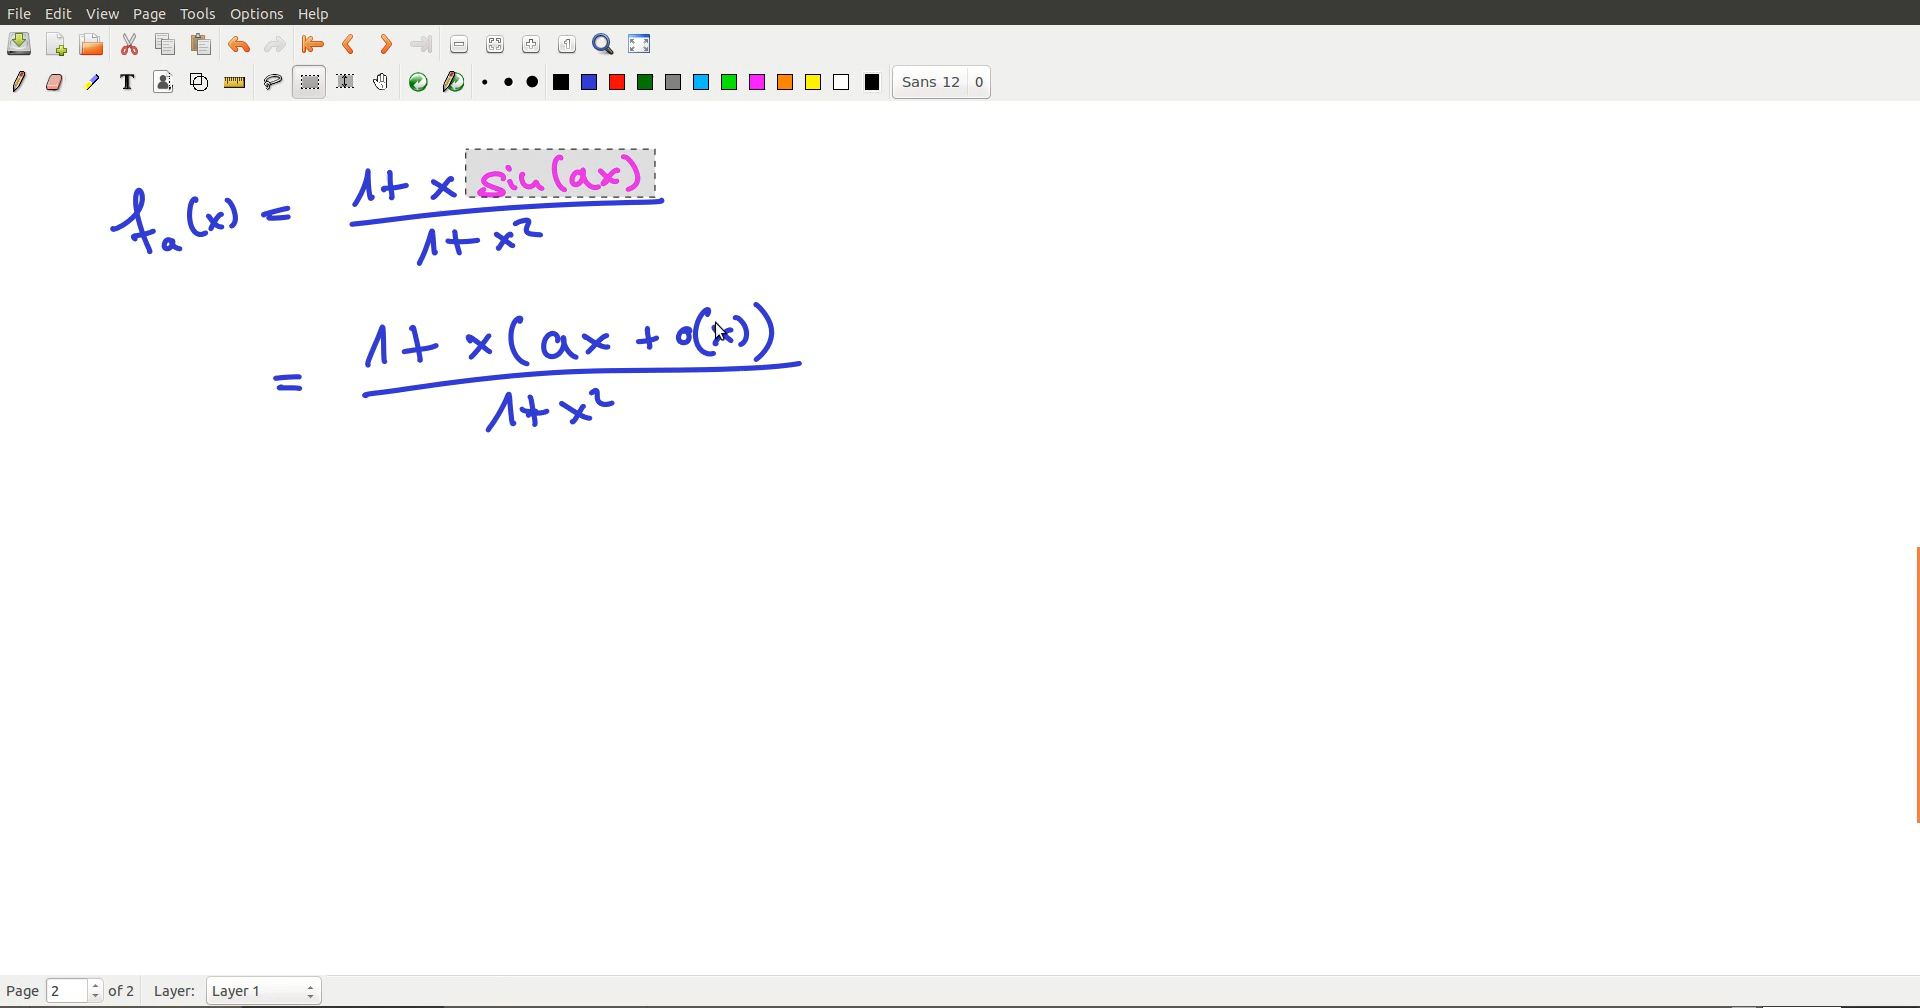 File Edit View Page Tools Options Help
Sans 12 0
fₐ(x) = (1 + x sin(ax)) / (1 + x²)
= (1 + x(ax + o(x))) / (1 + x²)
Page 2 of 2 Layer: Layer 1